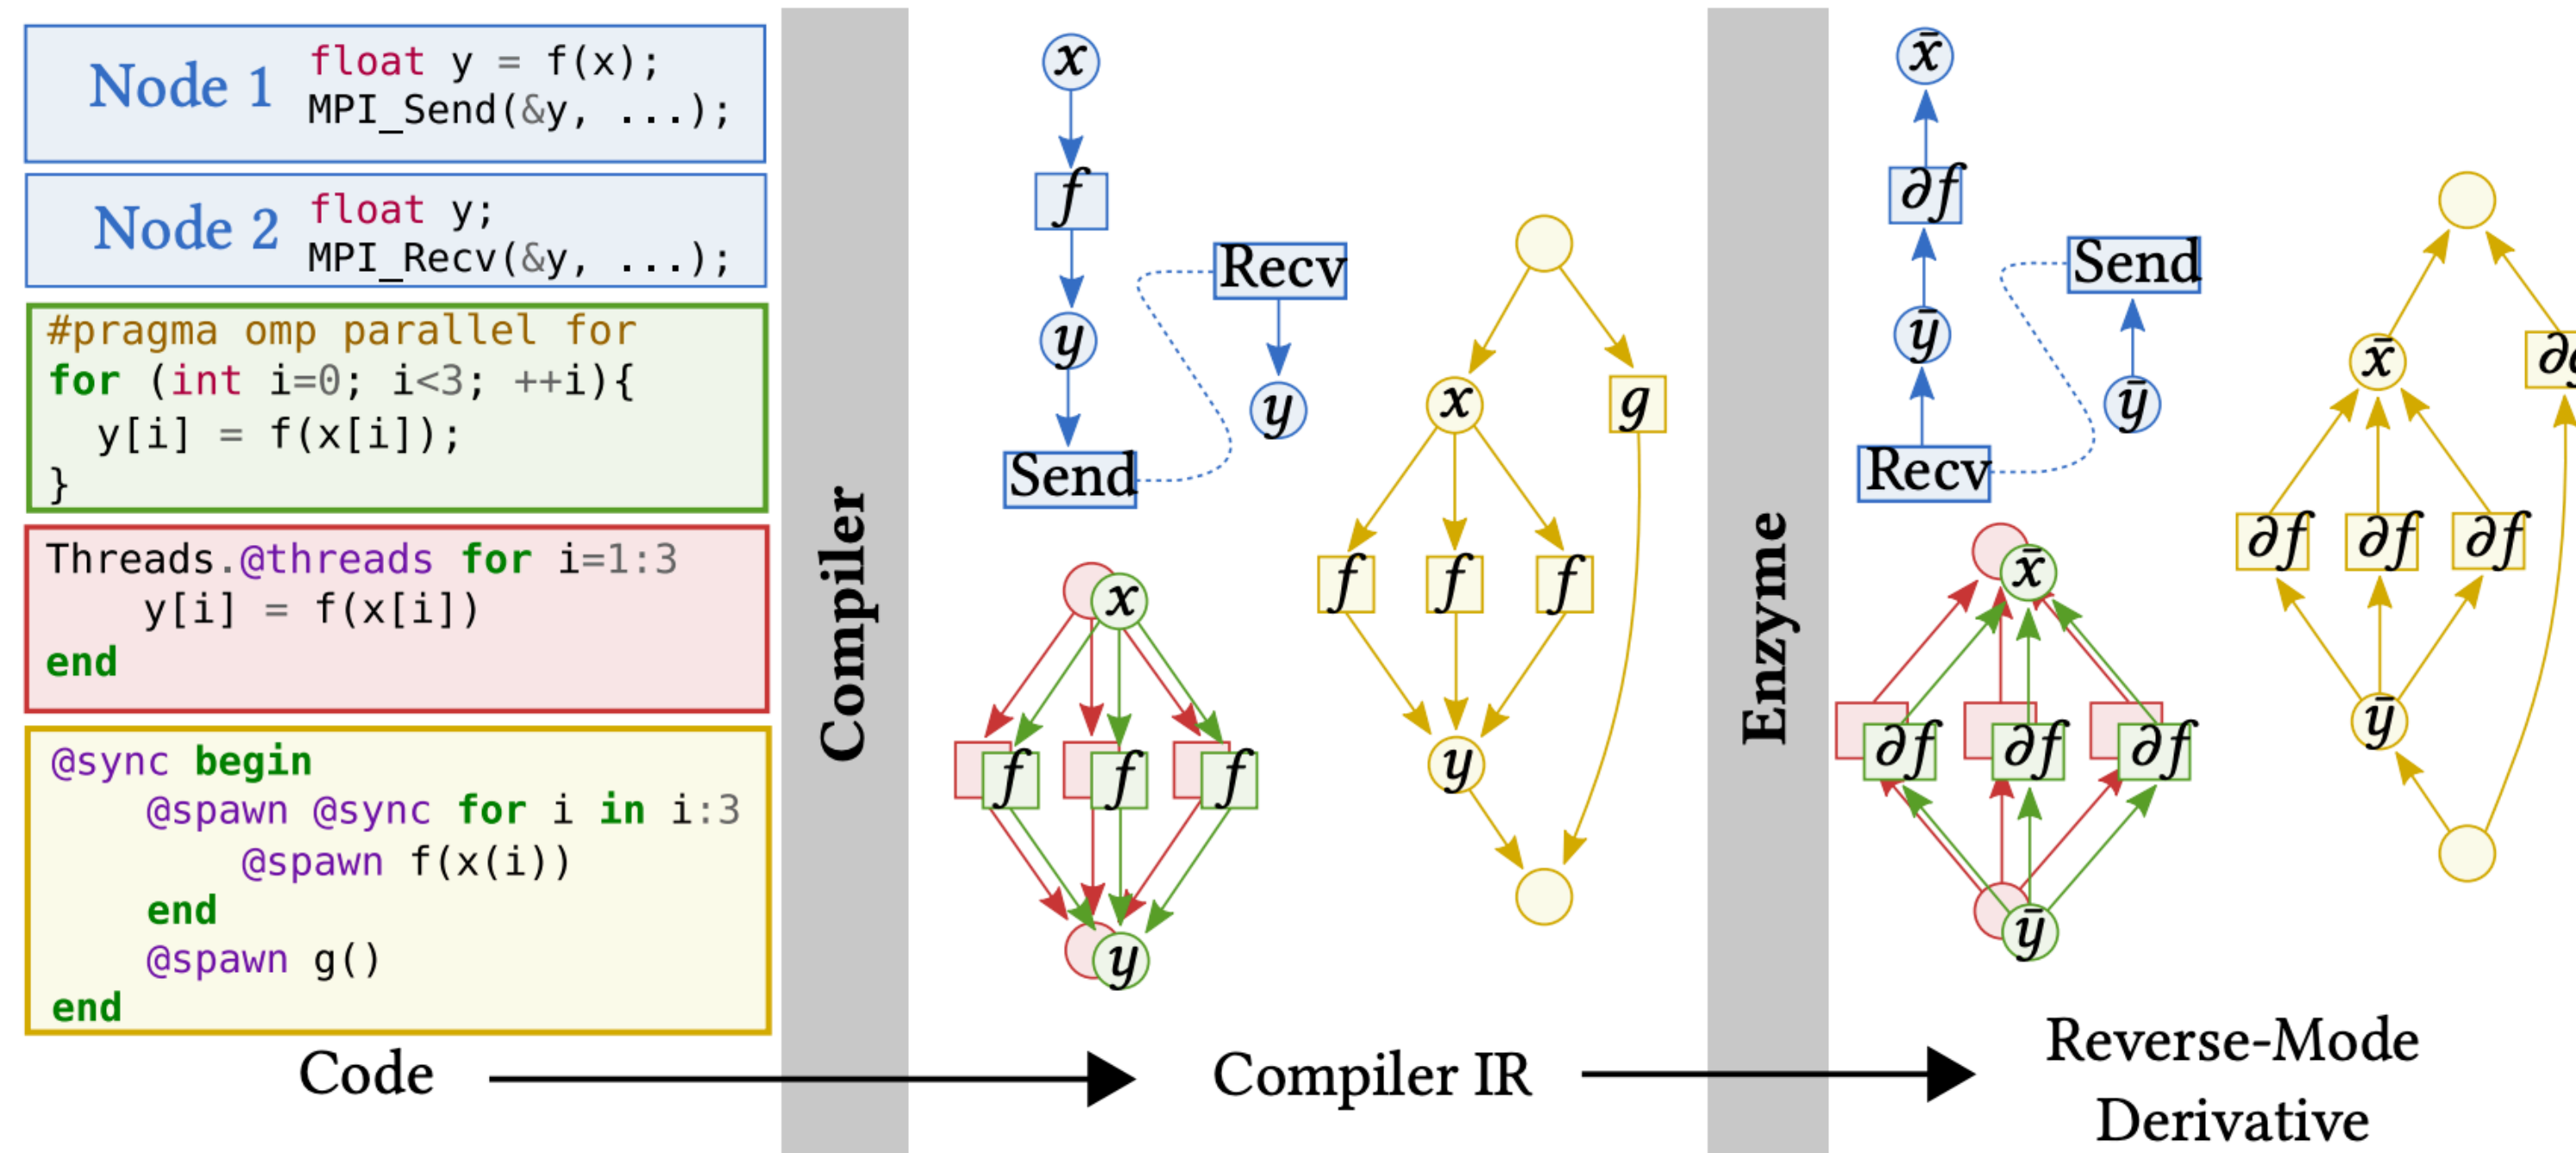 Node 1
float y = f(x);
MPI_Send(&y, ...);
Node 2
float y;
MPI_Recv(&y, ...);
#pragma omp parallel for
for (int i=0; i<3; ++i){
  y[i] = f(x[i]);
}
Threads.@threads for i=1:3
    y[i] = f(x[i])
end
@sync begin
    @spawn @sync for i in i:3
        @spawn f(x(i))
    end
    @spawn g()
end
Code
Compiler
x
f
y
Send
Recv
y
x
g
f f f
y
x
f f f
y
Compiler IR
Enzyme
x̄
∂f
ȳ
Recv
Send
ȳ
x̄
∂f ∂f ∂f
ȳ
x̄
∂f ∂f ∂f
ȳ
Reverse-Mode
Derivative